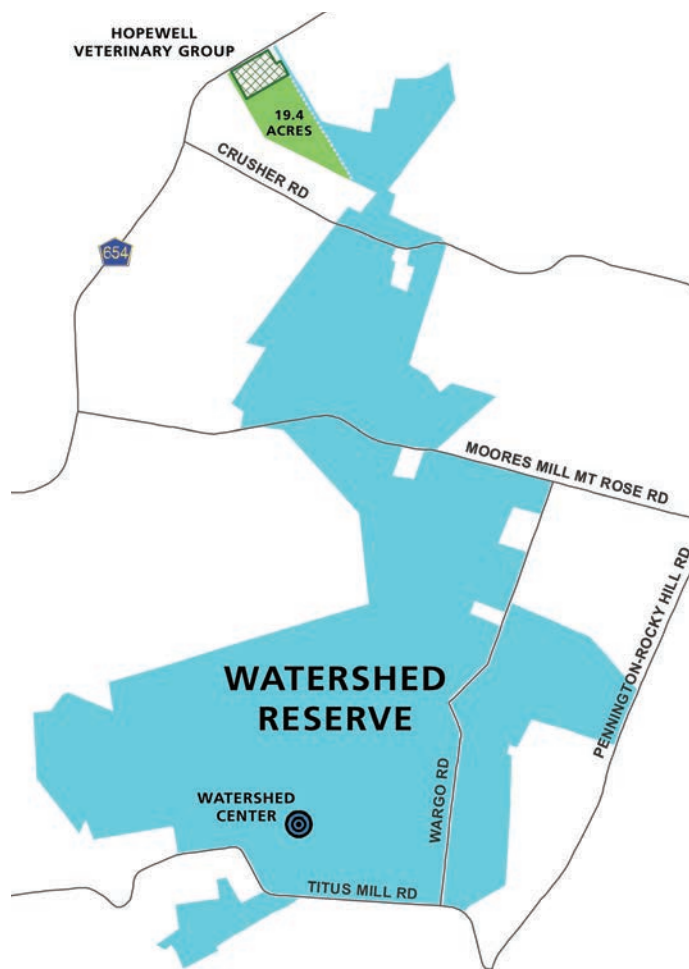 HOPEWELL
VETERINARY GROUP
19.4
ACRES
CRUSHER RD
654
MOORES MILL MT ROSE RD
PENNINGTON-ROCKY HILL RD
WATERSHED
RESERVE
WARGO RD
WATERSHED
CENTER
TITUS MILL RD